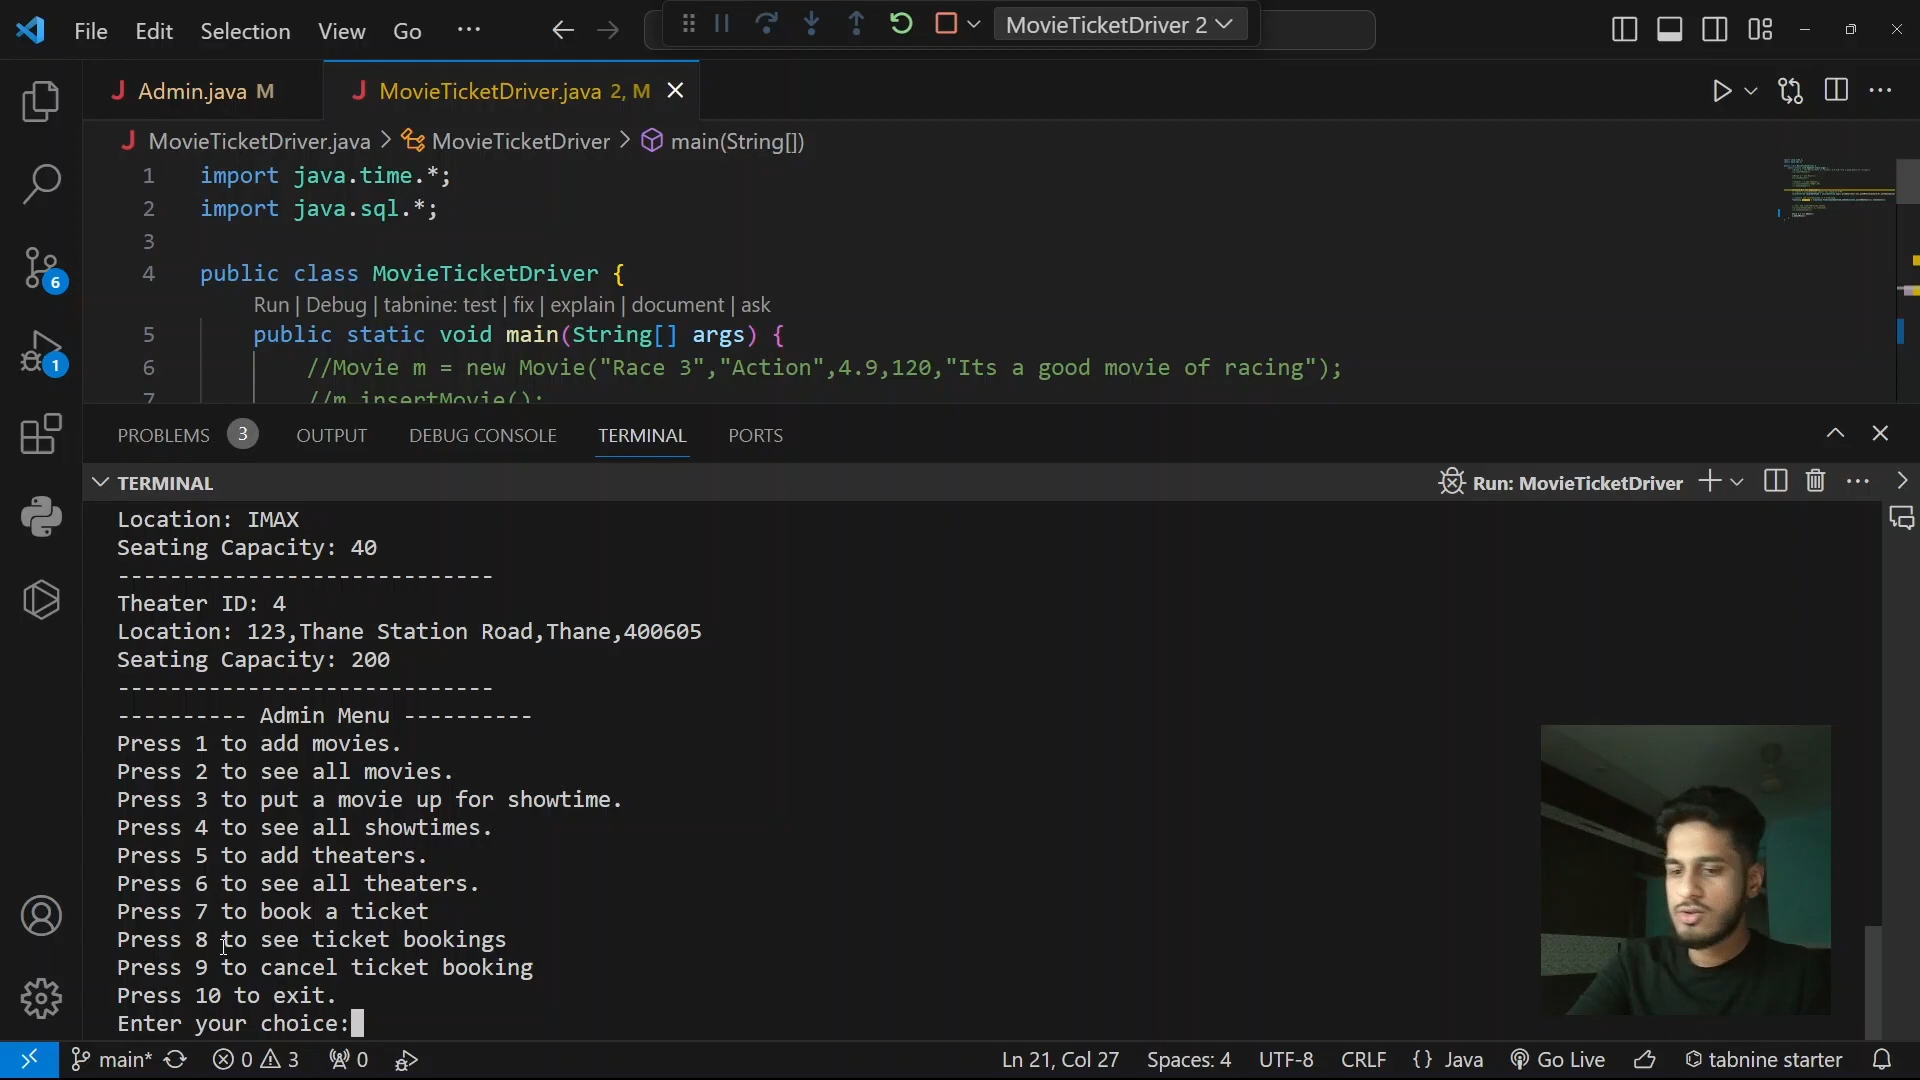 File Edit Selection View Go ··· MovieTicketDriver 2
Admin.java M MovieTicketDriver.java 2, M
MovieTicketDriver.java > MovieTicketDriver > main(String[])
1 import java.time.*;
2 import java.sql.*;
3
4 public class MovieTicketDriver {
Run | Debug | tabnine: test | fix | explain | document | ask
5 public static void main(String[] args) {
6 //Movie m = new Movie("Race 3","Action",4.9,120,"Its a good movie of racing");
7 //m.insertMovie();
6
1
PROBLEMS 3 OUTPUT DEBUG CONSOLE TERMINAL PORTS
TERMINAL Run: MovieTicketDriver
Location: IMAX
Seating Capacity: 40
-----------------------------
Theater ID: 4
Location: 123,Thane Station Road,Thane,400605
Seating Capacity: 200
-----------------------------
---------- Admin Menu ----------
Press 1 to add movies.
Press 2 to see all movies.
Press 3 to put a movie up for showtime.
Press 4 to see all showtimes.
Press 5 to add theaters.
Press 6 to see all theaters.
Press 7 to book a ticket
Press 8 to see ticket bookings
Press 9 to cancel ticket booking
Press 10 to exit.
Enter your choice:
main* 0 3 0 Ln 21, Col 27 Spaces: 4 UTF-8 CRLF {} Java Go Live tabnine starter